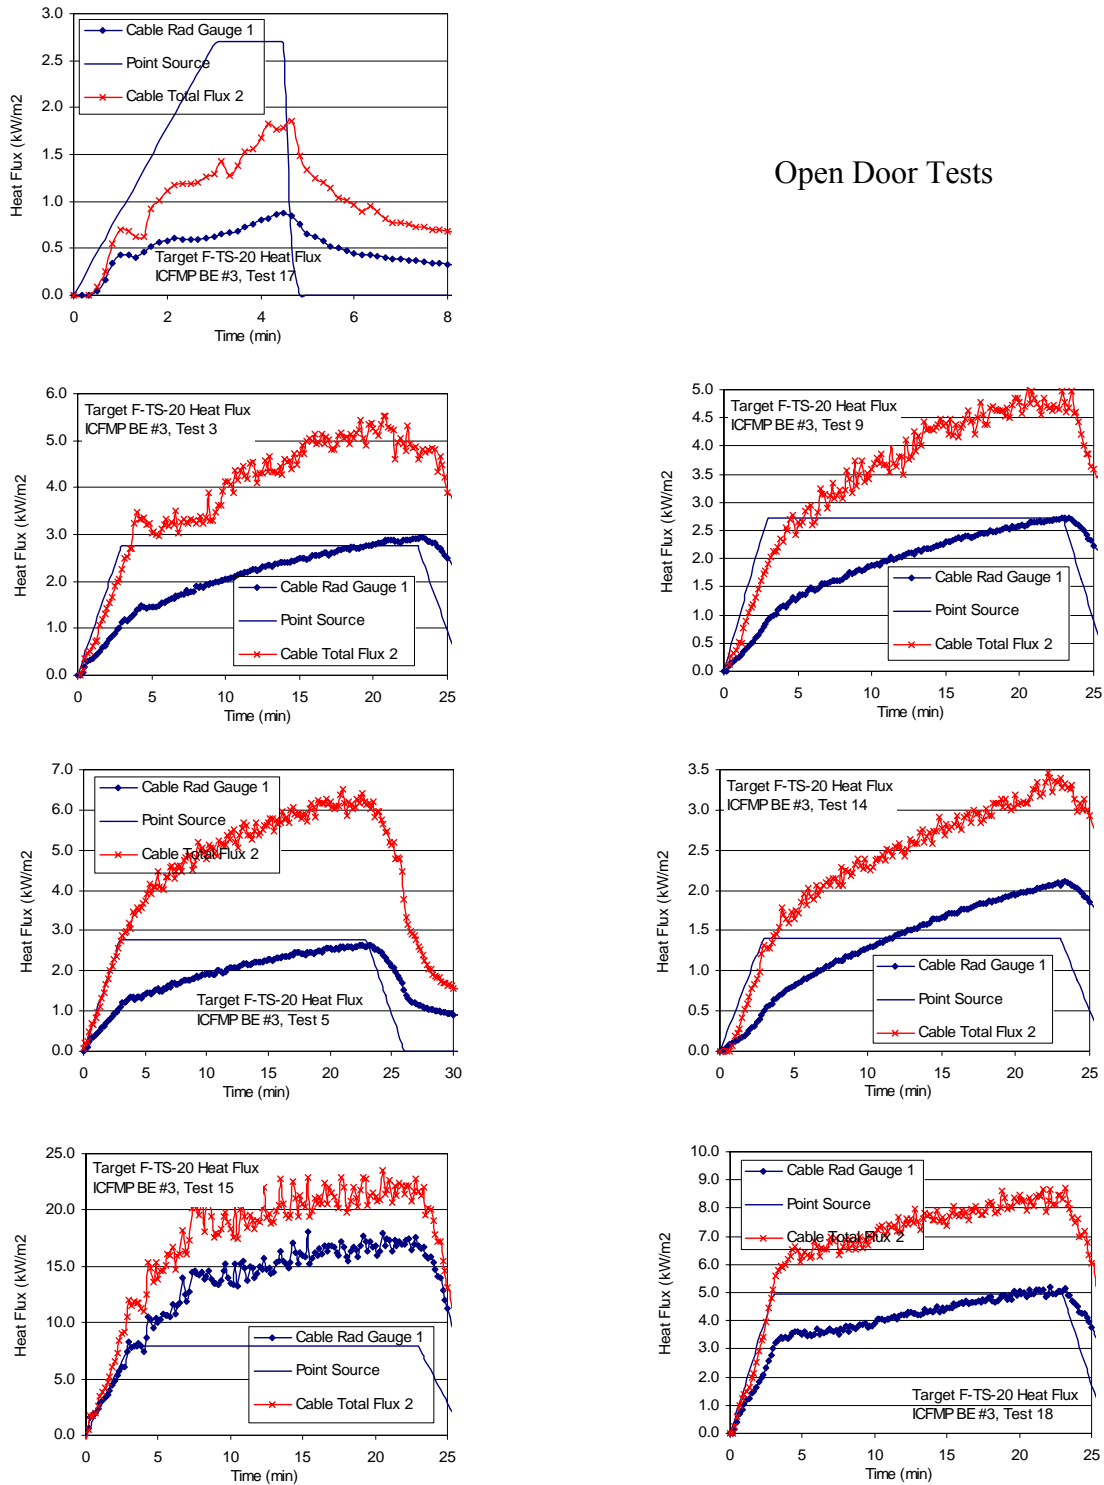 3.0
2.5
2.0
1.5
1.0
0.5
0.0
Heat Flux (kW/m2)
Cable Rad Gauge 1
Point Source
Cable Total Flux 2
Target F-TS-20 Heat Flux
ICFMP BE #3, Test 17
0 2 4 6 8
Time (min)
Open Door Tests
6.0
5.0
4.0
3.0
2.0
1.0
0.0
Heat Flux (kW/m2)
Target F-TS-20 Heat Flux
ICFMP BE #3, Test 3
Cable Rad Gauge 1
Point Source
Cable Total Flux 2
0 5 10 15 20 25
Time (min)
5.0
4.5
4.0
3.5
3.0
2.5
2.0
1.5
1.0
0.5
0.0
Heat Flux (kW/m2)
Target F-TS-20 Heat Flux
ICFMP BE #3, Test 9
Cable Rad Gauge 1
Point Source
Cable Total Flux 2
0 5 10 15 20 25
Time (min)
7.0
6.0
5.0
4.0
3.0
2.0
1.0
0.0
Heat Flux (kW/m2)
Cable Rad Gauge 1
Point Source
Cable Total Flux 2
Target F-TS-20 Heat Flux
ICFMP BE #3, Test 5
0 5 10 15 20 25 30
Time (min)
3.5
3.0
2.5
2.0
1.5
1.0
0.5
0.0
Heat Flux (kW/m2)
Target F-TS-20 Heat Flux
ICFMP BE #3, Test 14
Cable Rad Gauge 1
Point Source
Cable Total Flux 2
0 5 10 15 20 25
Time (min)
25.0
20.0
15.0
10.0
5.0
0.0
Heat Flux (kW/m2)
Target F-TS-20 Heat Flux
ICFMP BE #3, Test 15
Cable Rad Gauge 1
Point Source
Cable Total Flux 2
0 5 10 15 20 25
Time (min)
10.0
9.0
8.0
7.0
6.0
5.0
4.0
3.0
2.0
1.0
0.0
Heat Flux (kW/m2)
Cable Rad Gauge 1
Point Source
Cable Total Flux 2
Target F-TS-20 Heat Flux
ICFMP BE #3, Test 18
0 5 10 15 20 25
Time (min)